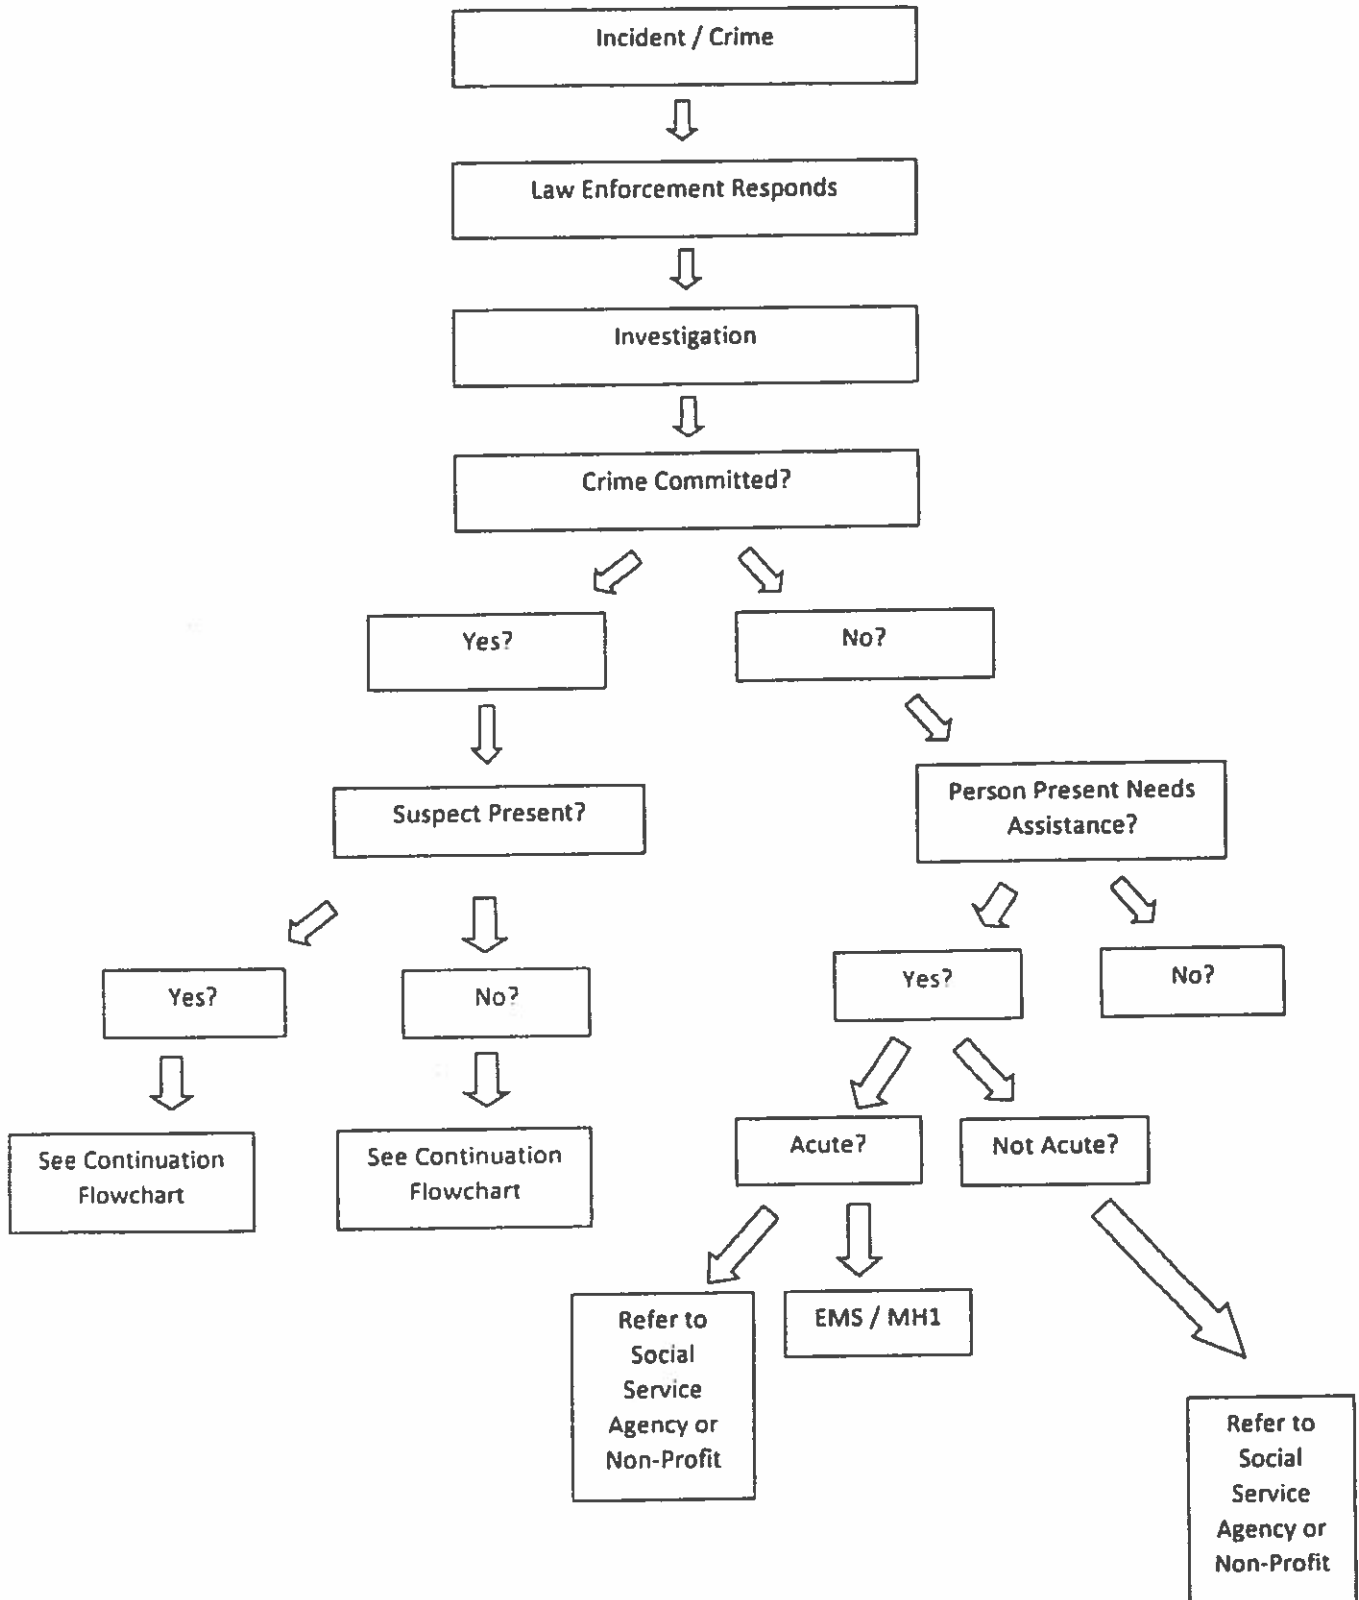 Incident / Crime
Law Enforcement Responds
Investigation
Crime Committed?
Yes?
No?
Suspect Present?
Person Present Needs
Assistance?
Yes?
No?
Yes?
No?
See Continuation
Flowchart
See Continuation
Flowchart
Acute?
Not Acute?
Refer to
Social
Service
Agency or
Non-Profit
EMS / MH1
Refer to
Social
Service
Agency or
Non-Profit